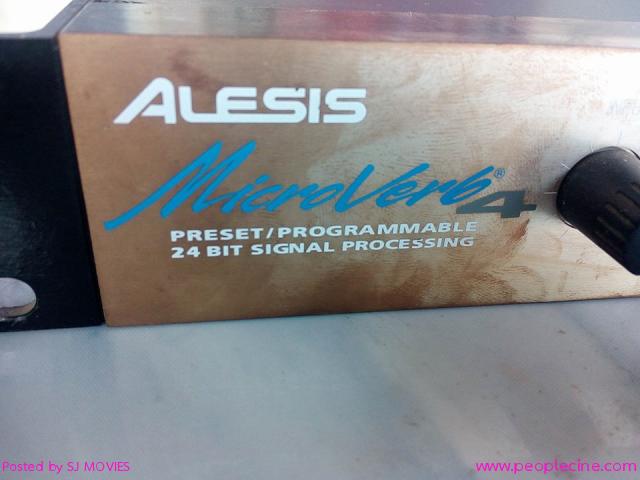 ALESIS
MicroVerb® 4
PRESET/PROGRAMMABLE
24 BIT SIGNAL PROCESSING
Posted by SJ MOVIES
www.peoplecine.com